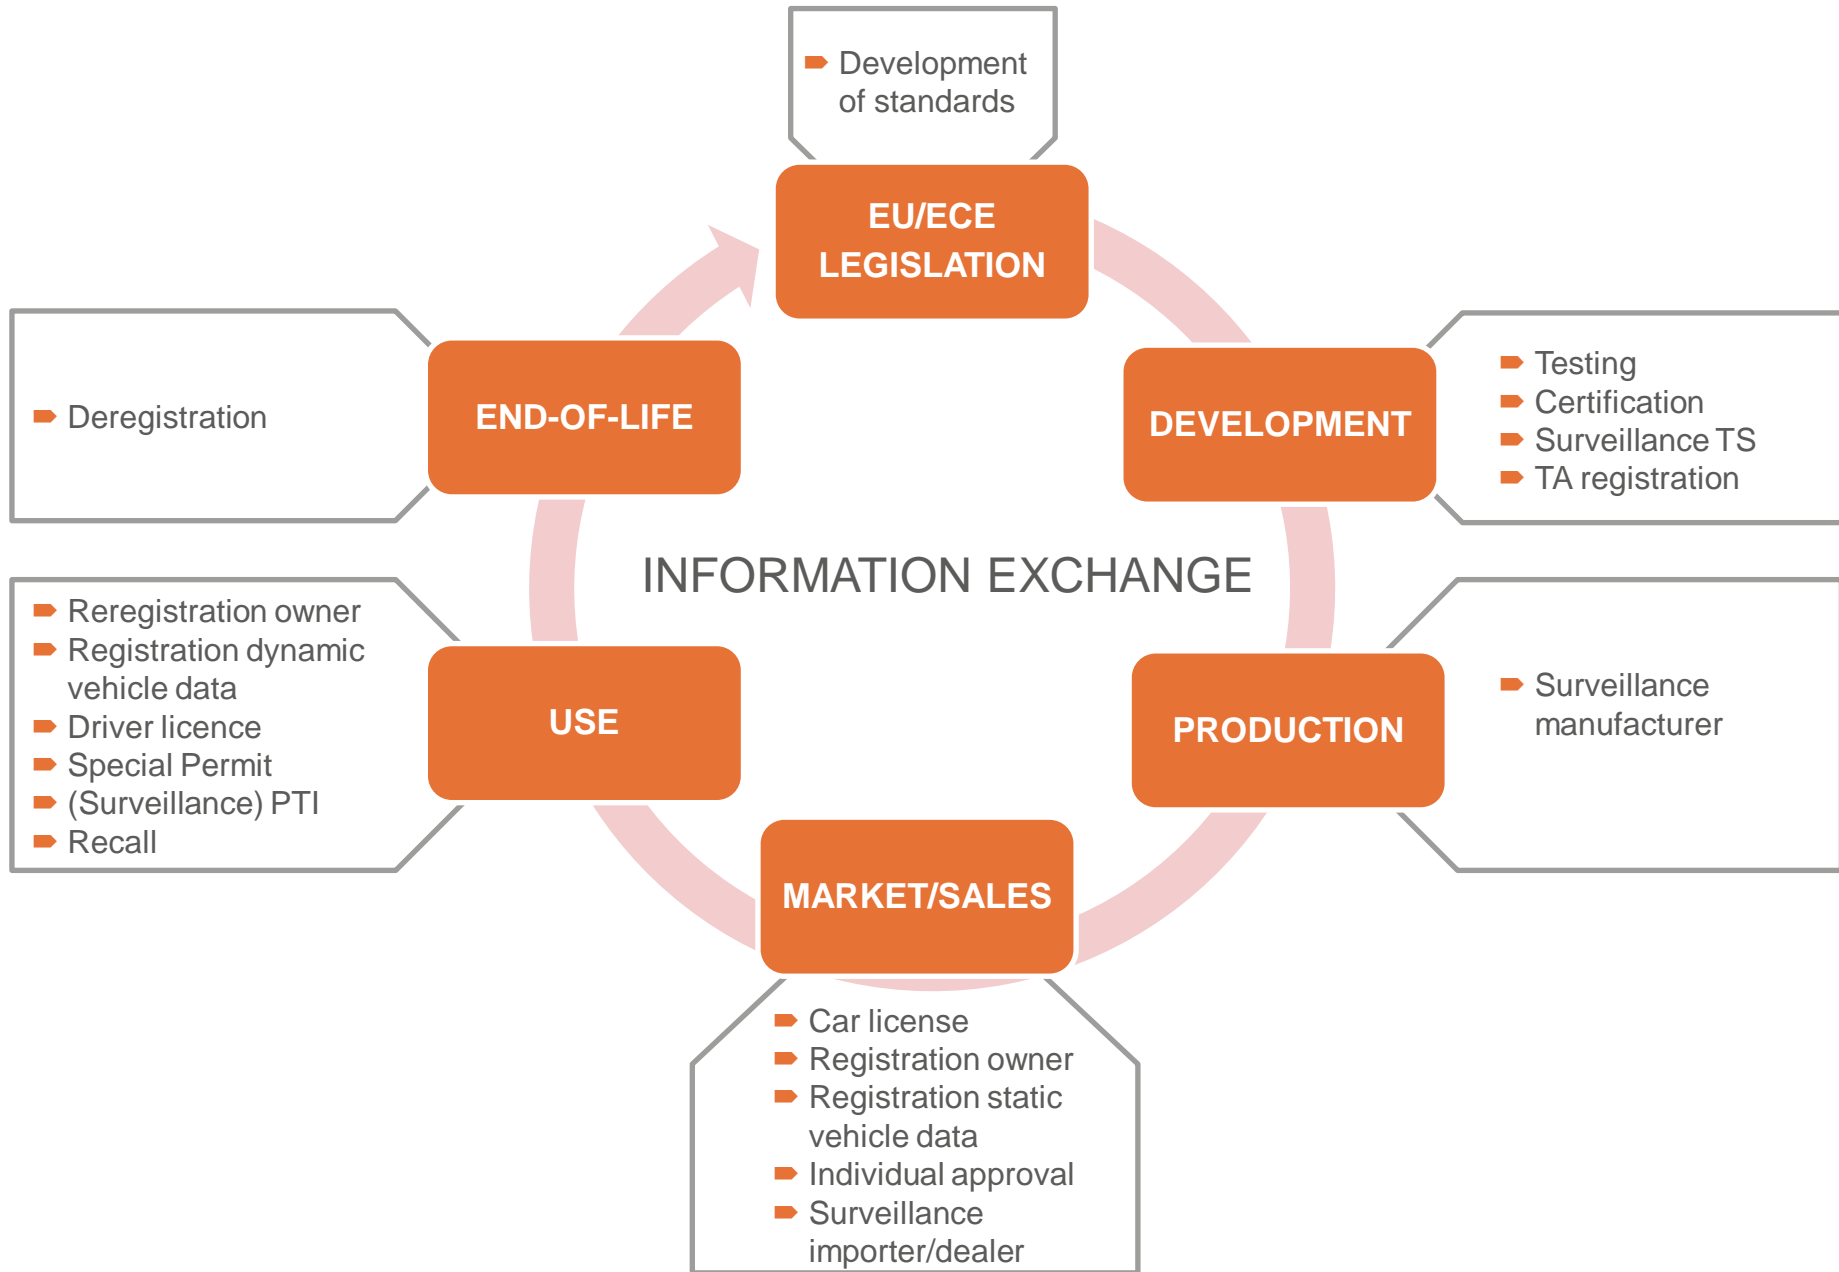 Development
of standards
EU/ECE
LEGISLATION
Deregistration
END-OF-LIFE
DEVELOPMENT
Testing
Certification
Surveillance TS
TA registration
INFORMATION EXCHANGE
Reregistration owner
Registration dynamic
vehicle data
Driver licence
Special Permit
(Surveillance) PTI
Recall
USE
PRODUCTION
Surveillance
manufacturer
MARKET/SALES
Car license
Registration owner
Registration static
vehicle data
Individual approval
Surveillance
importer/dealer